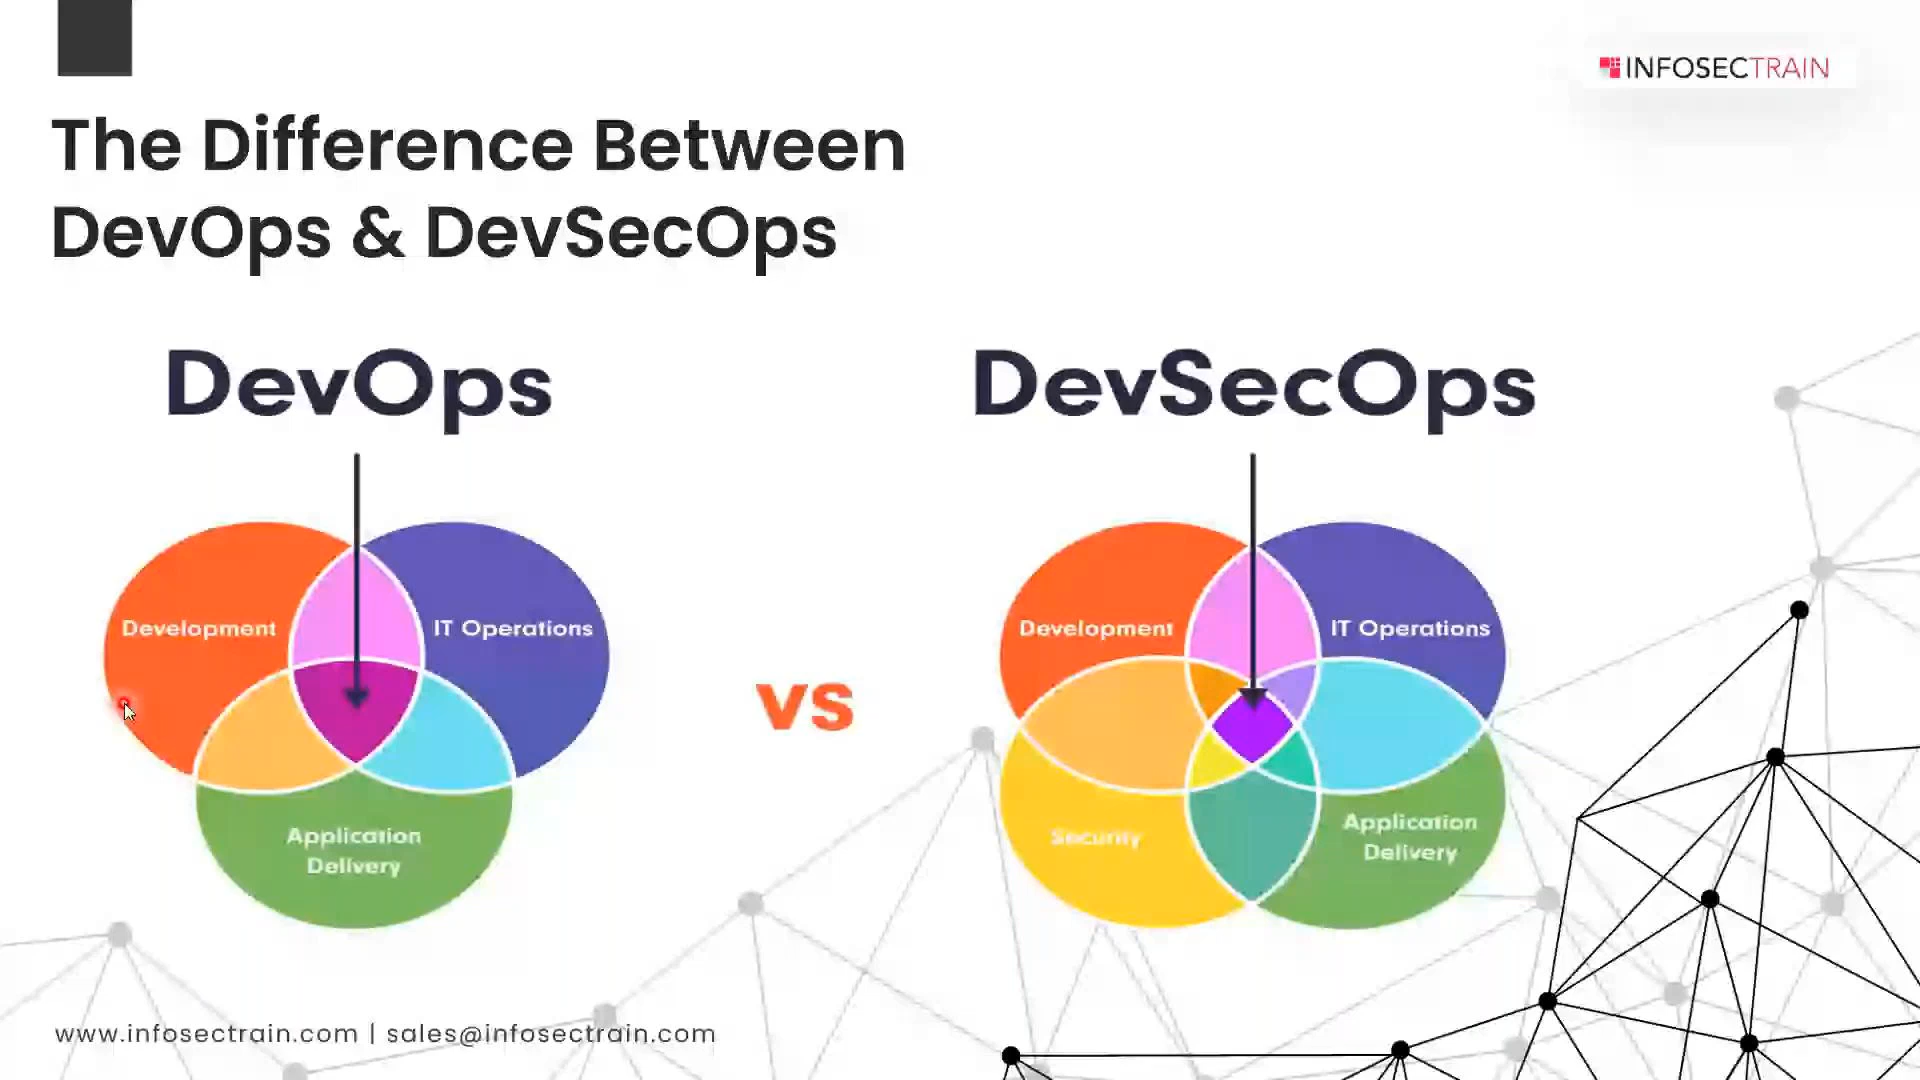 INFOSECTRAIN
The Difference Between
DevOps & DevSecOps
DevOps
DevSecOps
Development
IT Operations
Application
Delivery
vs
Development
IT Operations
Security
Application
Delivery
www.infosectrain.com | sales@infosectrain.com